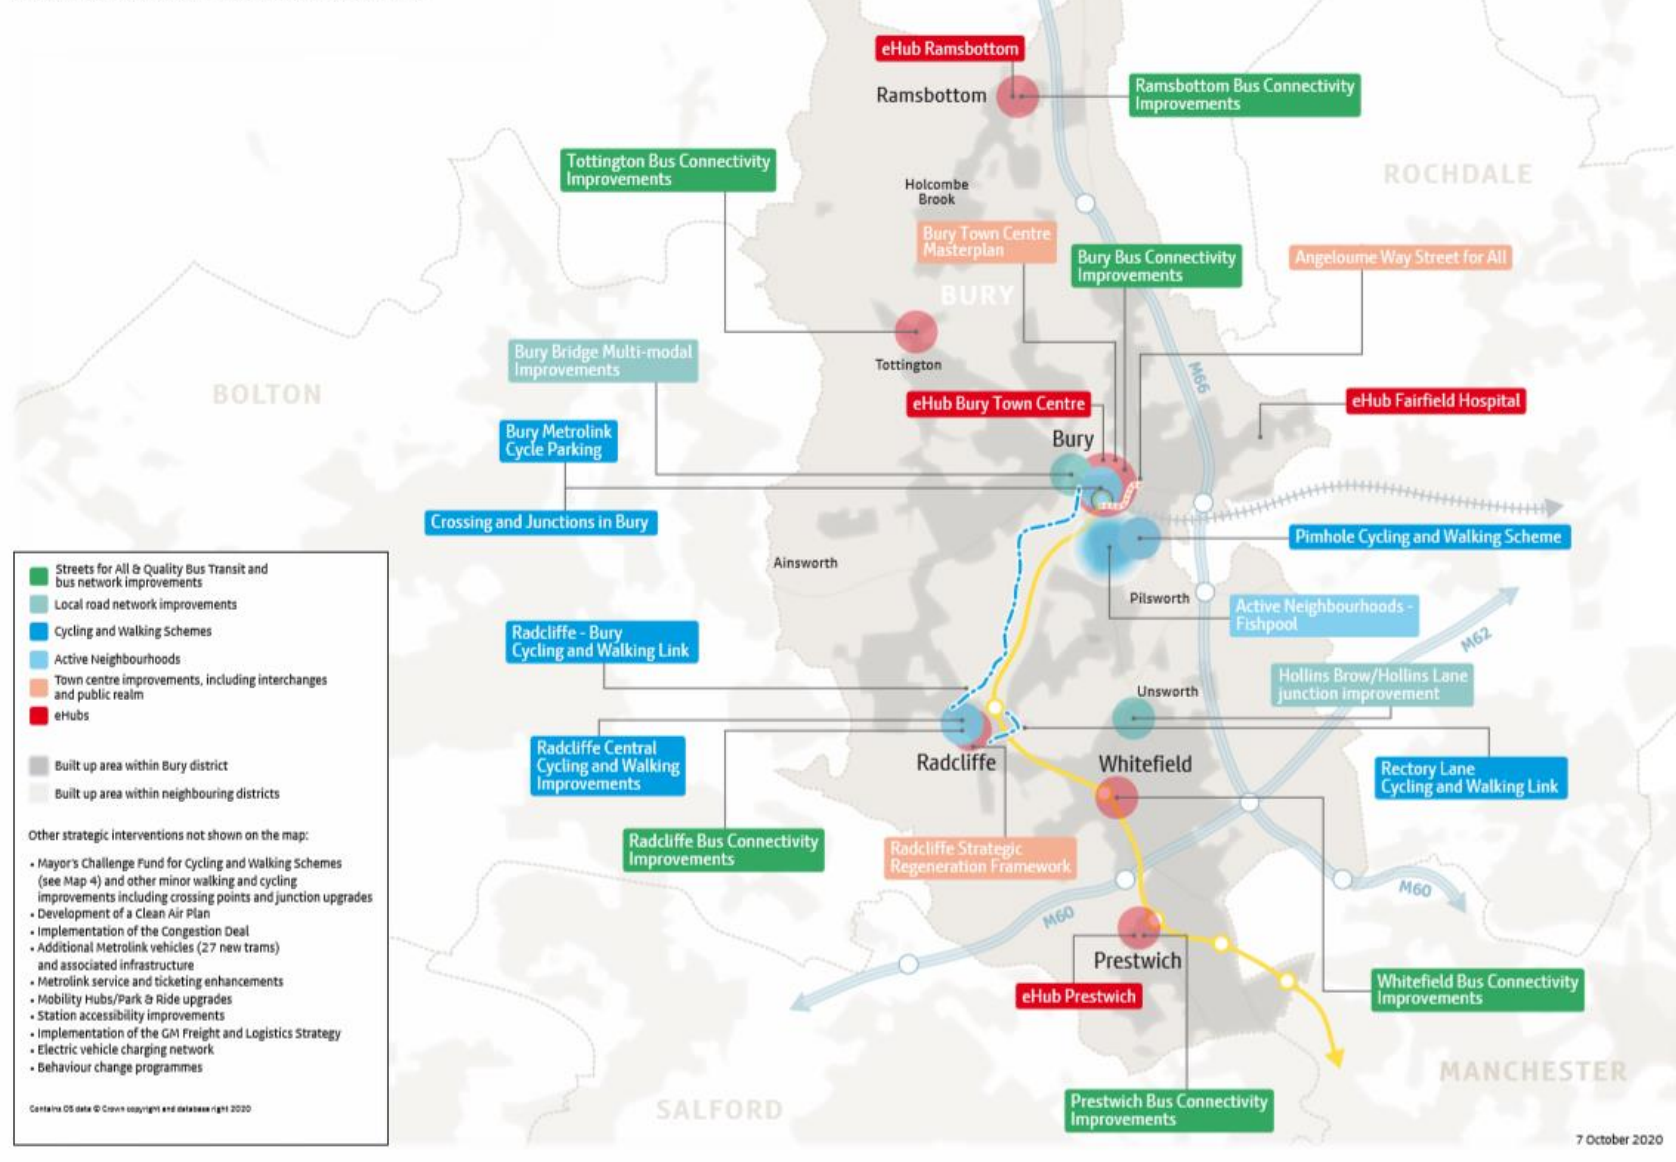 eHub Ramsbottom
Ramsbottom
Ramsbottom Bus Connectivity
Improvements
Tottington Bus Connectivity
Improvements
ROCHDALE
Holcombe
Brook
Bury Town Centre
Masterplan
Bury Bus Connectivity
Improvements
Angeloume Way Street for All
BURY
Bury Bridge Multi-modal
Improvements
Tottington
M66
BOLTON
eHub Bury Town Centre
eHub Fairfield Hospital
Bury Metrolink
Cycle Parking
Bury
Crossing and Junctions in Bury
Pimhole Cycling and Walking Scheme
Ainsworth
Pilsworth
Active Neighbourhoods -
Fishpool
M62
Radcliffe - Bury
Cycling and Walking Link
Hollins Brow/Hollins Lane
junction improvement
Unsworth
Radcliffe Central
Cycling and Walking
Improvements
Radcliffe
Whitefield
Rectory Lane
Cycling and Walking Link
Radcliffe Bus Connectivity
Improvements
Radcliffe Strategic
Regeneration Framework
M60
M60
Prestwich
eHub Prestwich
Whitefield Bus Connectivity
Improvements
MANCHESTER
SALFORD
Prestwich Bus Connectivity
Improvements
7 October 2020
Streets for All & Quality Bus Transit and
bus network improvements
Local road network improvements
Cycling and Walking Schemes
Active Neighbourhoods
Town centre improvements, including interchanges
and public realm
eHubs
Built up area within Bury district
Built up area within neighbouring districts
Other strategic interventions not shown on the map:
• Mayor's Challenge Fund for Cycling and Walking Schemes
(see Map 4) and other minor walking and cycling
improvements including crossing points and junction upgrades
• Development of a Clean Air Plan
• Implementation of the Congestion Deal
• Additional Metrolink vehicles (27 new trams)
and associated infrastructure
• Metrolink service and ticketing enhancements
• Mobility Hubs/Park & Ride upgrades
• Station accessibility improvements
• Implementation of the GM Freight and Logistics Strategy
• Electric vehicle charging network
• Behaviour change programmes
Contains OS data © Crown copyright and database right 2020